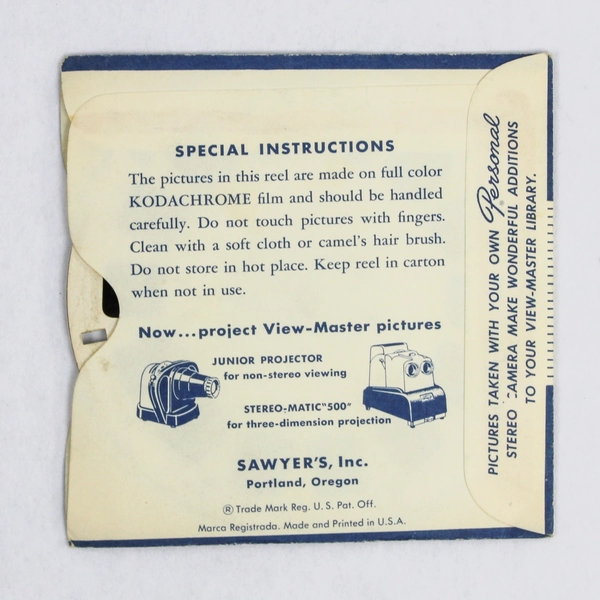 SPECIAL INSTRUCTIONS
The pictures in this reel are made on full color
KODACHROME film and should be handled
carefully. Do not touch pictures with fingers.
Clean with a soft cloth or camel's hair brush.
Do not store in hot place. Keep reel in carton
when not in use.
Now...project View-Master pictures
JUNIOR PROJECTOR
for non-stereo viewing
STEREO-MATIC "500"
for three-dimension projection
SAWYER'S, Inc.
Portland, Oregon
® Trade Mark Reg. U. S. Pat. Off.
Marca Registrada. Made and Printed in U.S.A.
PICTURES TAKEN WITH YOUR OWN Personal
STEREO CAMERA MAKE WONDERFUL ADDITIONS
TO YOUR VIEW-MASTER LIBRARY.